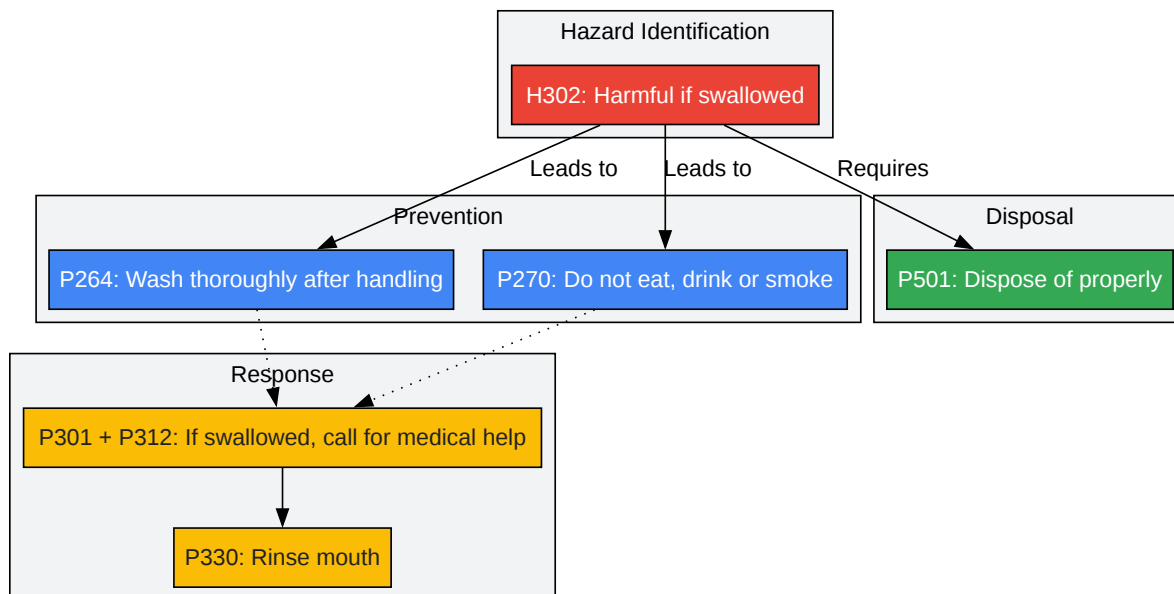 Hazard Identification
H302: Harmful if swallowed
Leads to
Leads to
Requires
Prevention
Disposal
P264: Wash thoroughly after handling
P270: Do not eat, drink or smoke
P501: Dispose of properly
Response
P301 + P312: If swallowed, call for medical help
P330: Rinse mouth